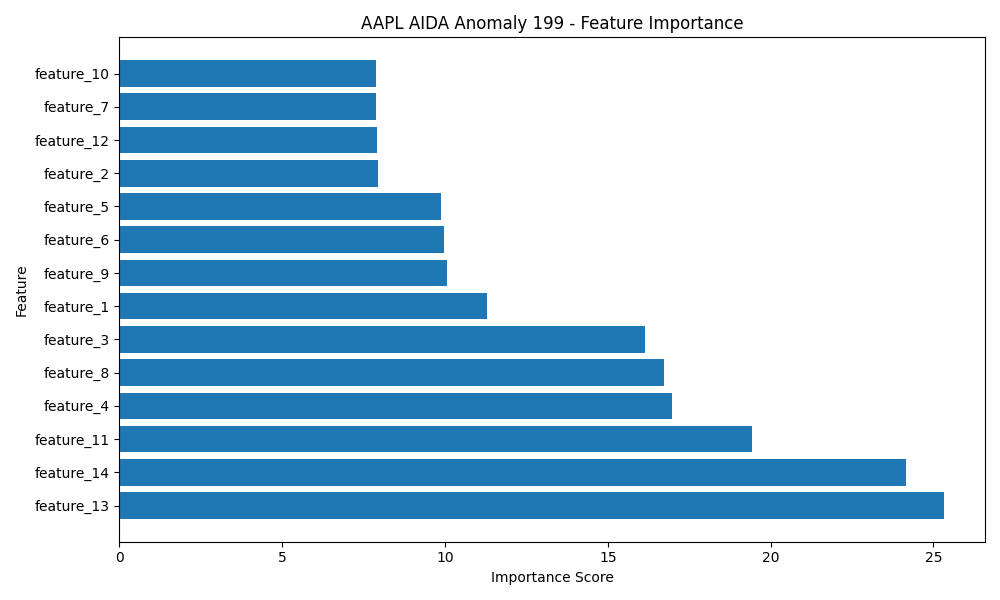 AAPL AIDA Anomaly 199 - Feature Importance
Feature
feature_10
feature_7
feature_12
feature_2
feature_5
feature_6
feature_9
feature_1
feature_3
feature_8
feature_4
feature_11
feature_14
feature_13
0 5 10 15 20 25
Importance Score